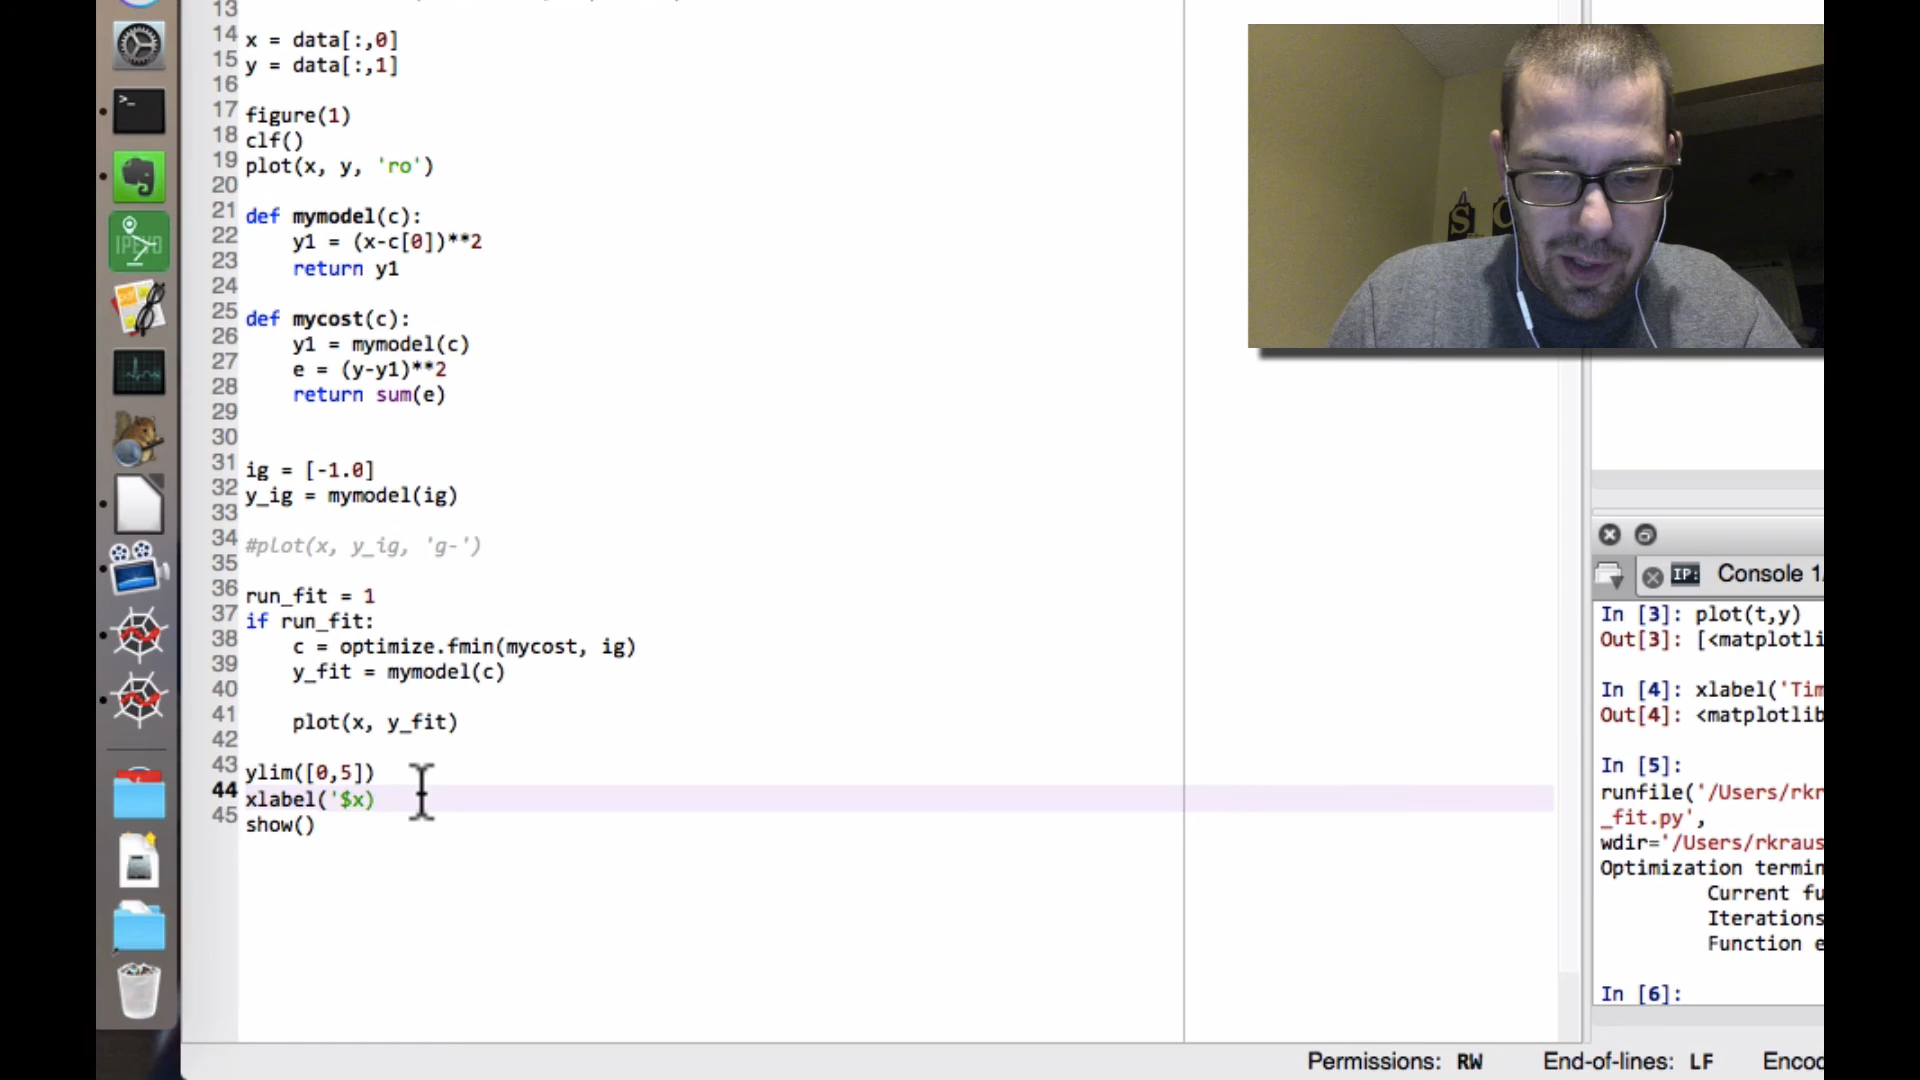 13
14 x = data[:,0]
15 y = data[:,1]
16
17 figure(1)
18 clf()
19 plot(x, y, 'ro')
20
21 def mymodel(c):
22 y1 = (x-c[0])**2
23 return y1
24
25 def mycost(c):
26 y1 = mymodel(c)
27 e = (y-y1)**2
28 return sum(e)
29
30
31 ig = [-1.0]
32 y_ig = mymodel(ig)
33
34 #plot(x, y_ig, 'g-')
35
36 run_fit = 1
37 if run_fit:
38 c = optimize.fmin(mycost, ig)
39 y_fit = mymodel(c)
40
41 plot(x, y_fit)
42
43 ylim([0,5])
44 xlabel('$x)
45 show()
>_
IPEVO
S
IP:
Console 1/
In [3]: plot(t,y)
Out[3]: [<matplotli
In [4]: xlabel('Tim
Out[4]: <matplotlib
In [5]:
runfile('/Users/rkr
_fit.py',
wdir='/Users/rkraus
Optimization termin
Current fu
Iterations
Function e
In [6]:
Permissions: RW End-of-lines: LF Encod